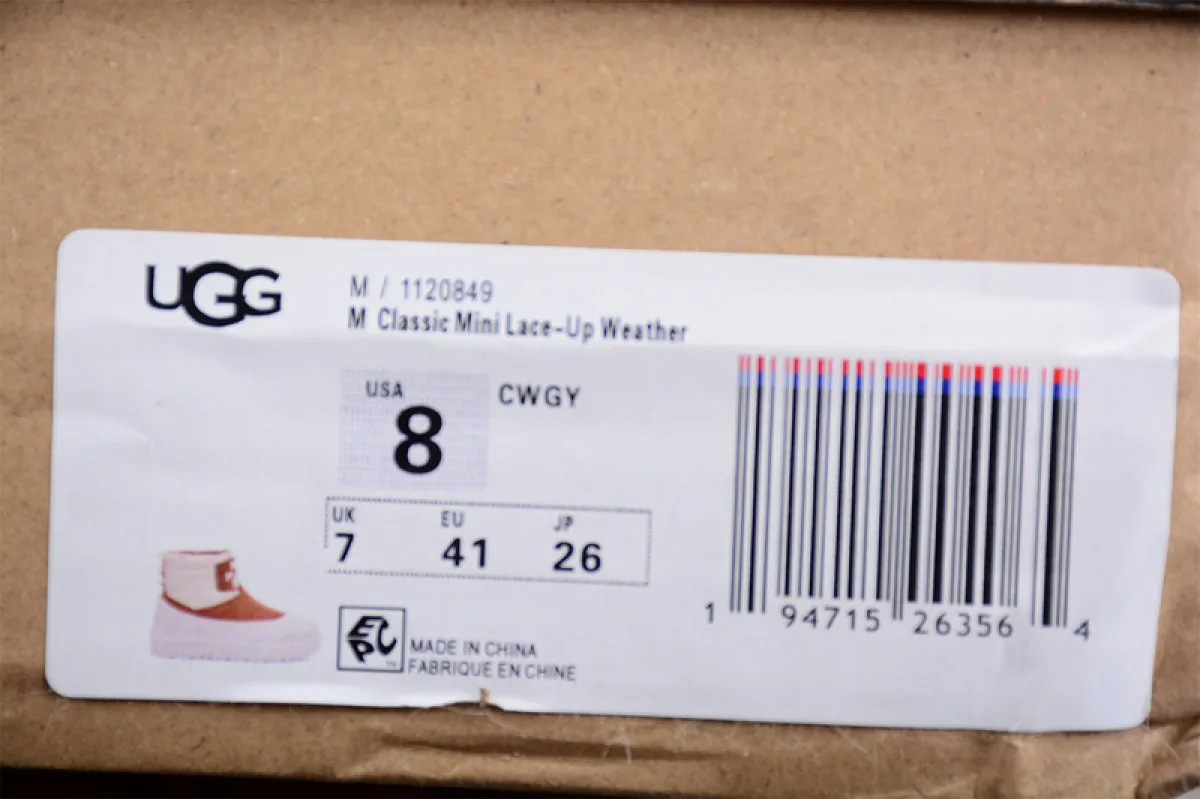 UGG
M / 1120849
M Classic Mini Lace-Up Weather
USA
8
CWGY
UK EU JP
7 41 26
1 94715 26356 4
EPC
MADE IN CHINA
FABRIQUE EN CHINE